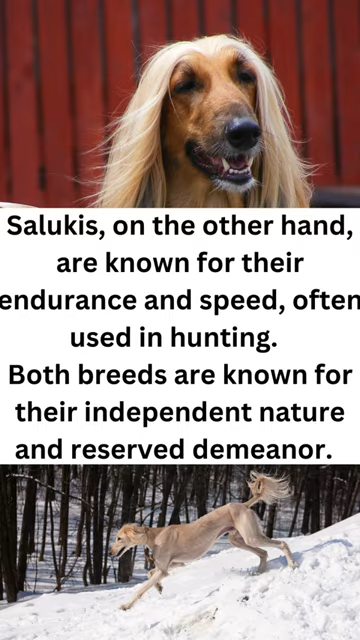 Salukis, on the other hand,
are known for their
endurance and speed, often
used in hunting.
Both breeds are known for
their independent nature
and reserved demeanor.